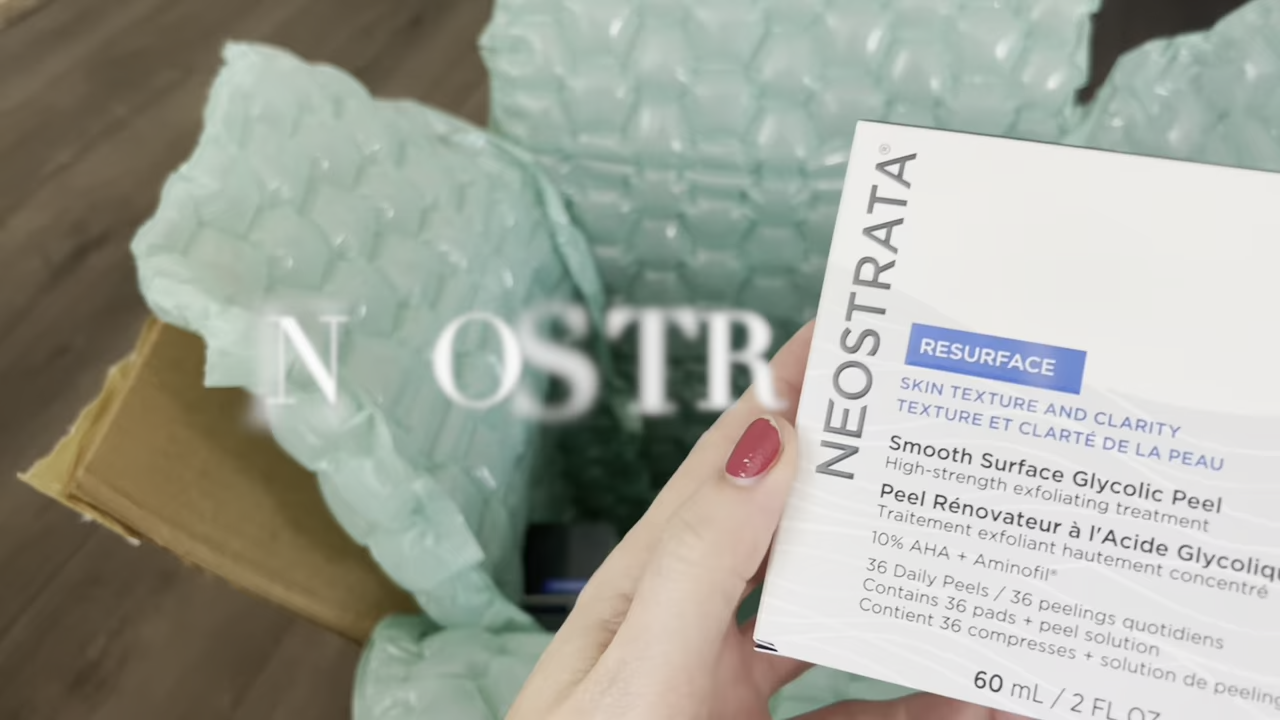 N OSTR
NEOSTRATA®
RESURFACE
SKIN TEXTURE AND CLARITY
TEXTURE ET CLARTÉ DE LA PEAU
Smooth Surface Glycolic Peel
High-strength exfoliating treatment
Peel Rénovateur à l'Acide Glycoliqu
Traitement exfoliant hautement concentré
10% AHA + Aminofil®
36 Daily Peels / 36 peelings quotidiens
Contains 36 pads + peel solution
Contient 36 compresses + solution de peeling
60 mL / 2 FL OZ